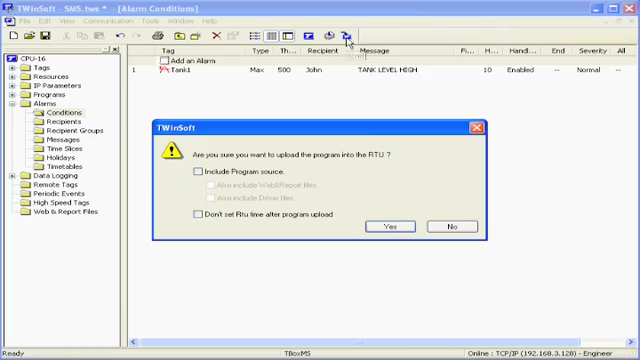 TWinSoft - SMS.tws * - [Alarm Conditions]
File Edit View Communication Tools Window Help
CPU-16
Tags
Resources
IP Parameters
Programs
Alarms
Conditions
Recipients
Recipient Groups
Messages
Time Slices
Holidays
Timetables
Data Logging
Remote Tags
Periodic Events
High Speed Tags
Web & Report Files
Tag Type Th... Recipient Message Fi... H... Handl... End Severity All
Add an Alarm
1 Tank1 Max 500 John TANK LEVEL HIGH 10 Enabled -- Normal --
TWinSoft
Are you sure you want to upload the program into the RTU ?
Include Program source.
Also include Web&Report files.
Also include Driver files.
Don't set Rtu time after program upload
Yes No
Ready TBoxMS Online : TCP/IP (192.168.3.128) - Engineer